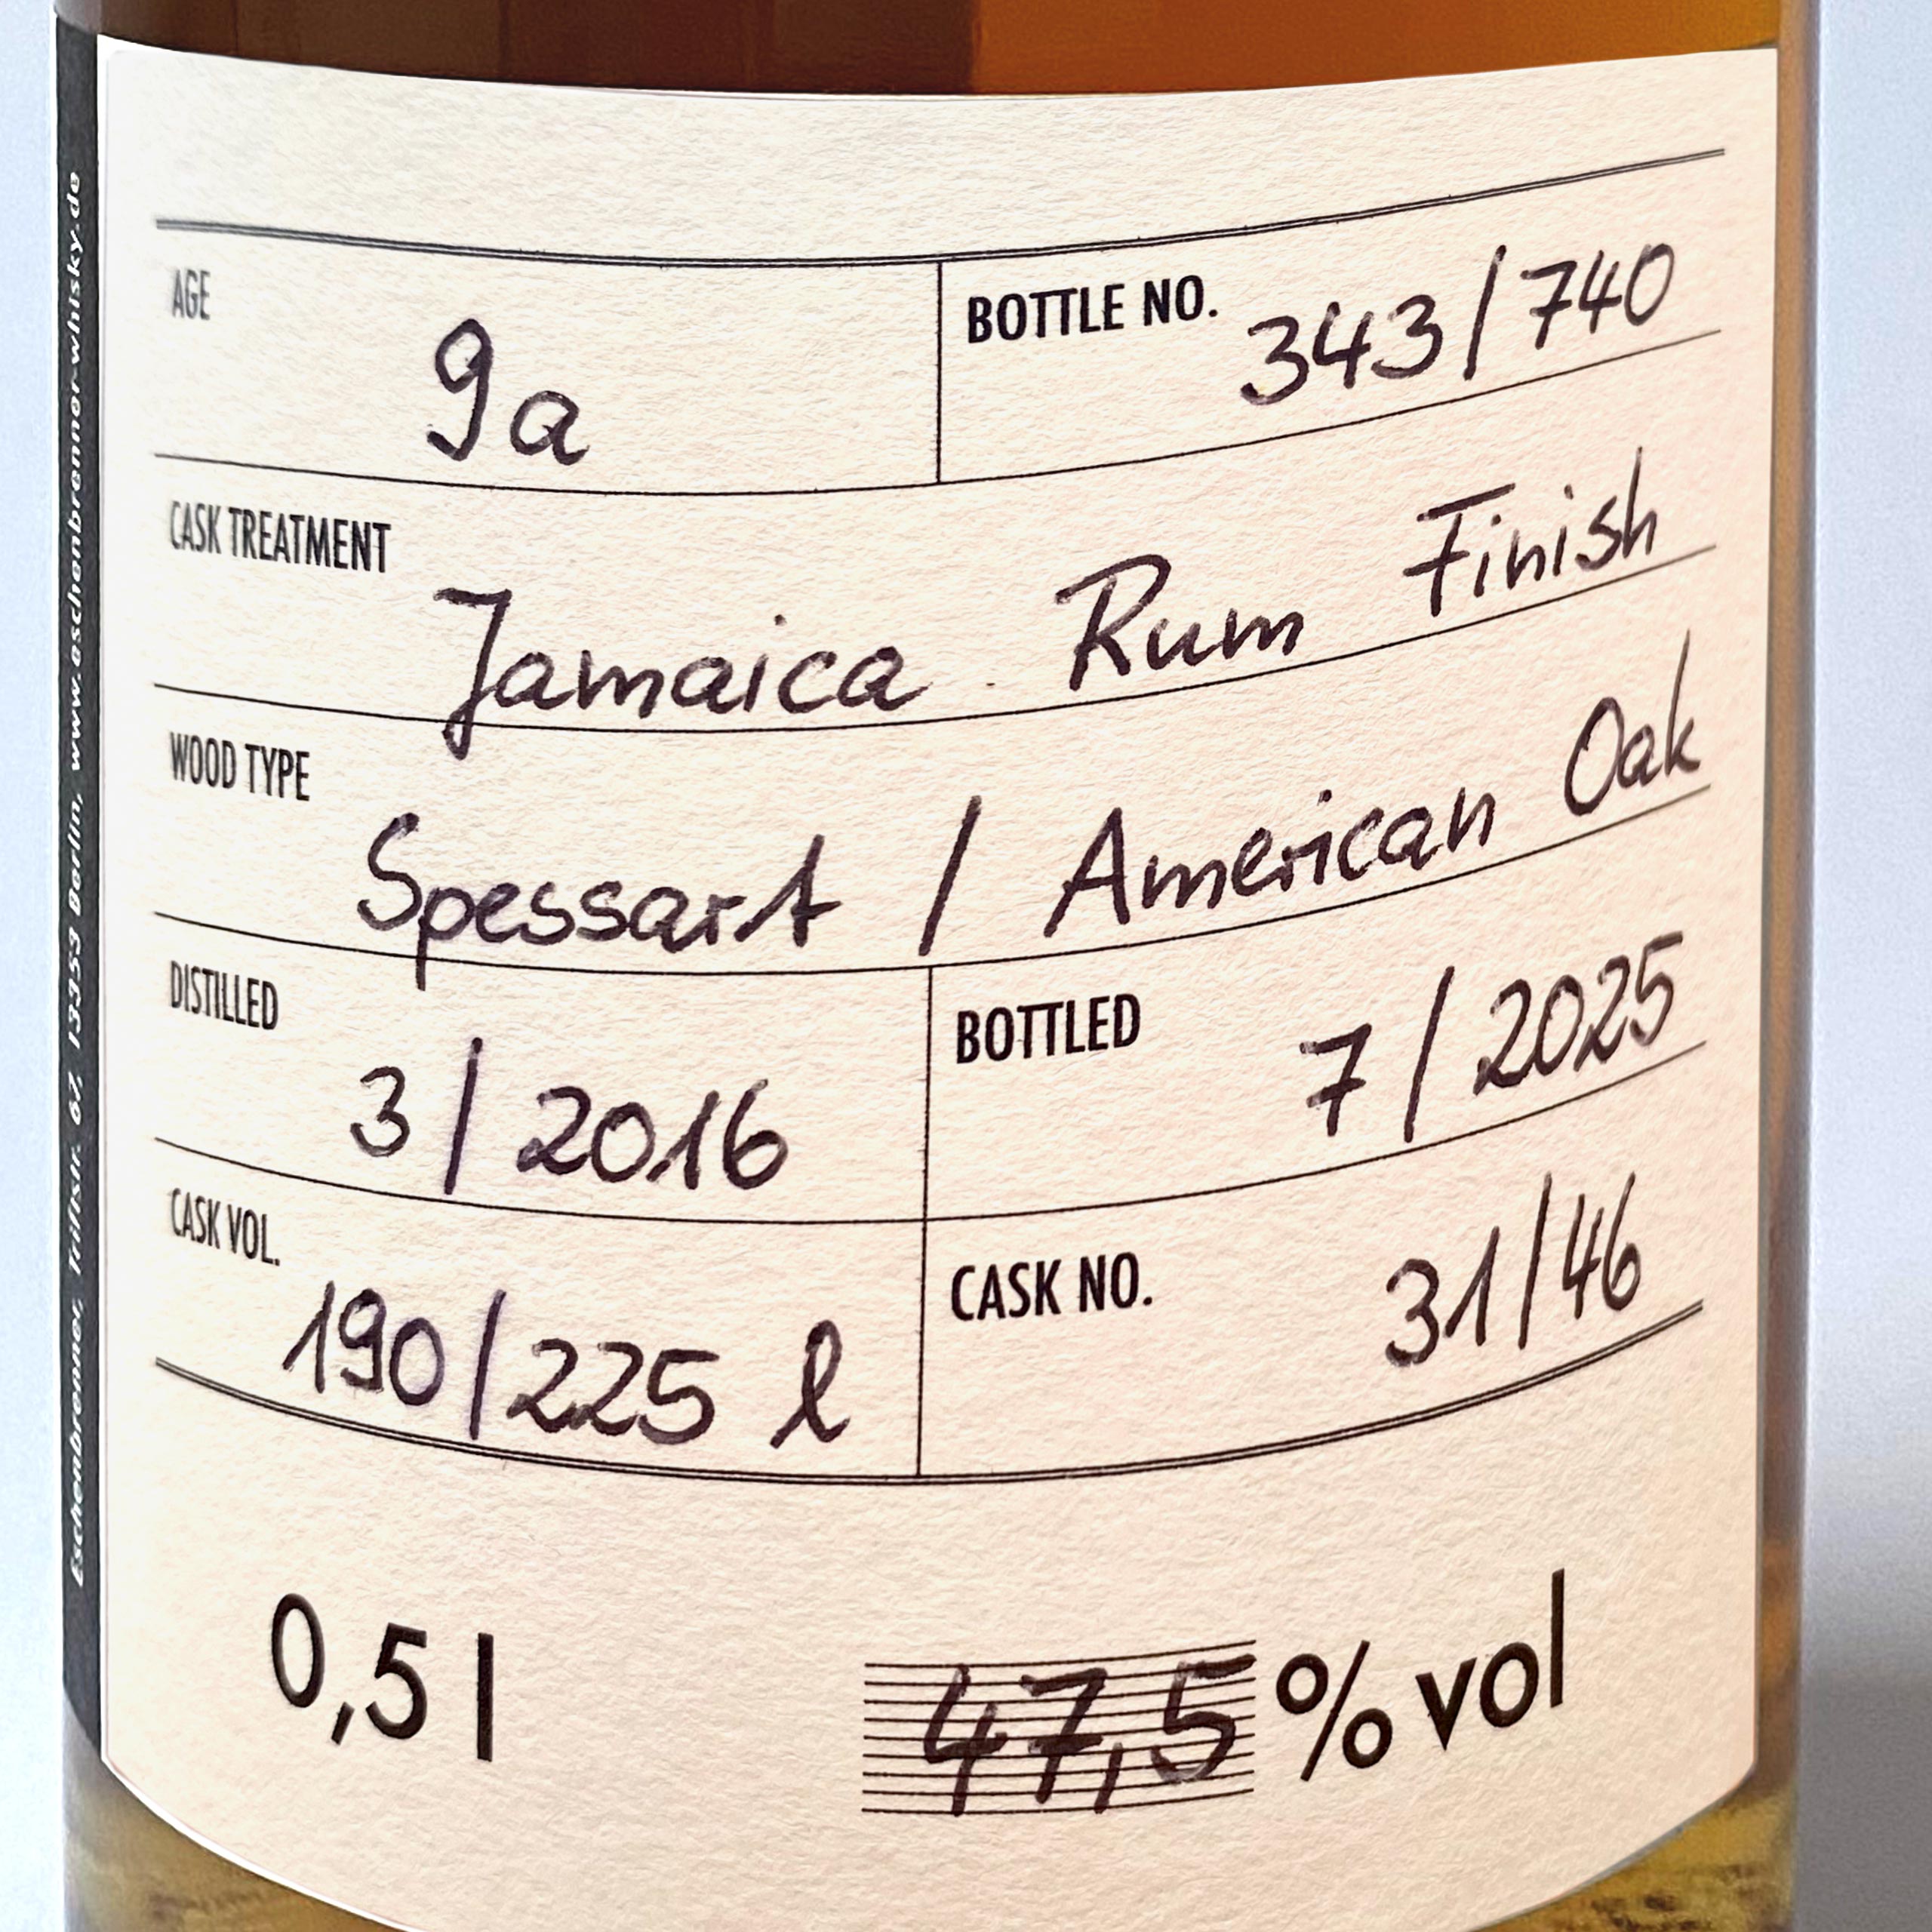 AGE 9a BOTTLE NO. 343/740
CASK TREATMENT
Jamaica Rum Finish
WOOD TYPE
Spessart / American Oak
DISTILLED 3/2016 BOTTLED 7/2025
CASK VOL. 190/225 l CASK NO. 31/46
0,5 l 47,5 % vol
Eschenbrenner, Triftstr. 67, 13353 Berlin, www.eschenbrenner-whisky.de